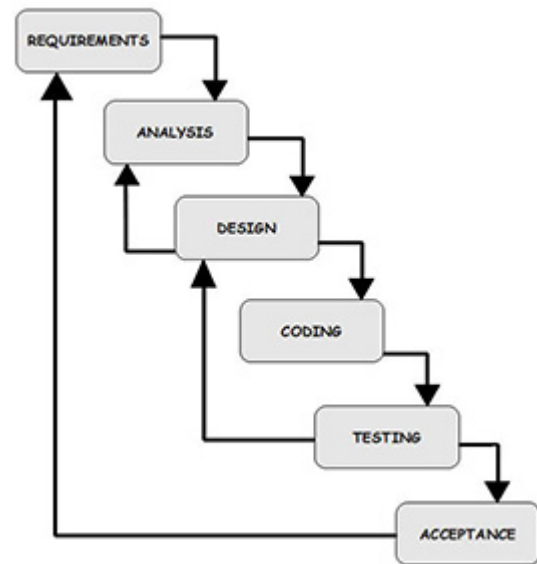 REQUIREMENTS
ANALYSIS
DESIGN
CODING
TESTING
ACCEPTANCE